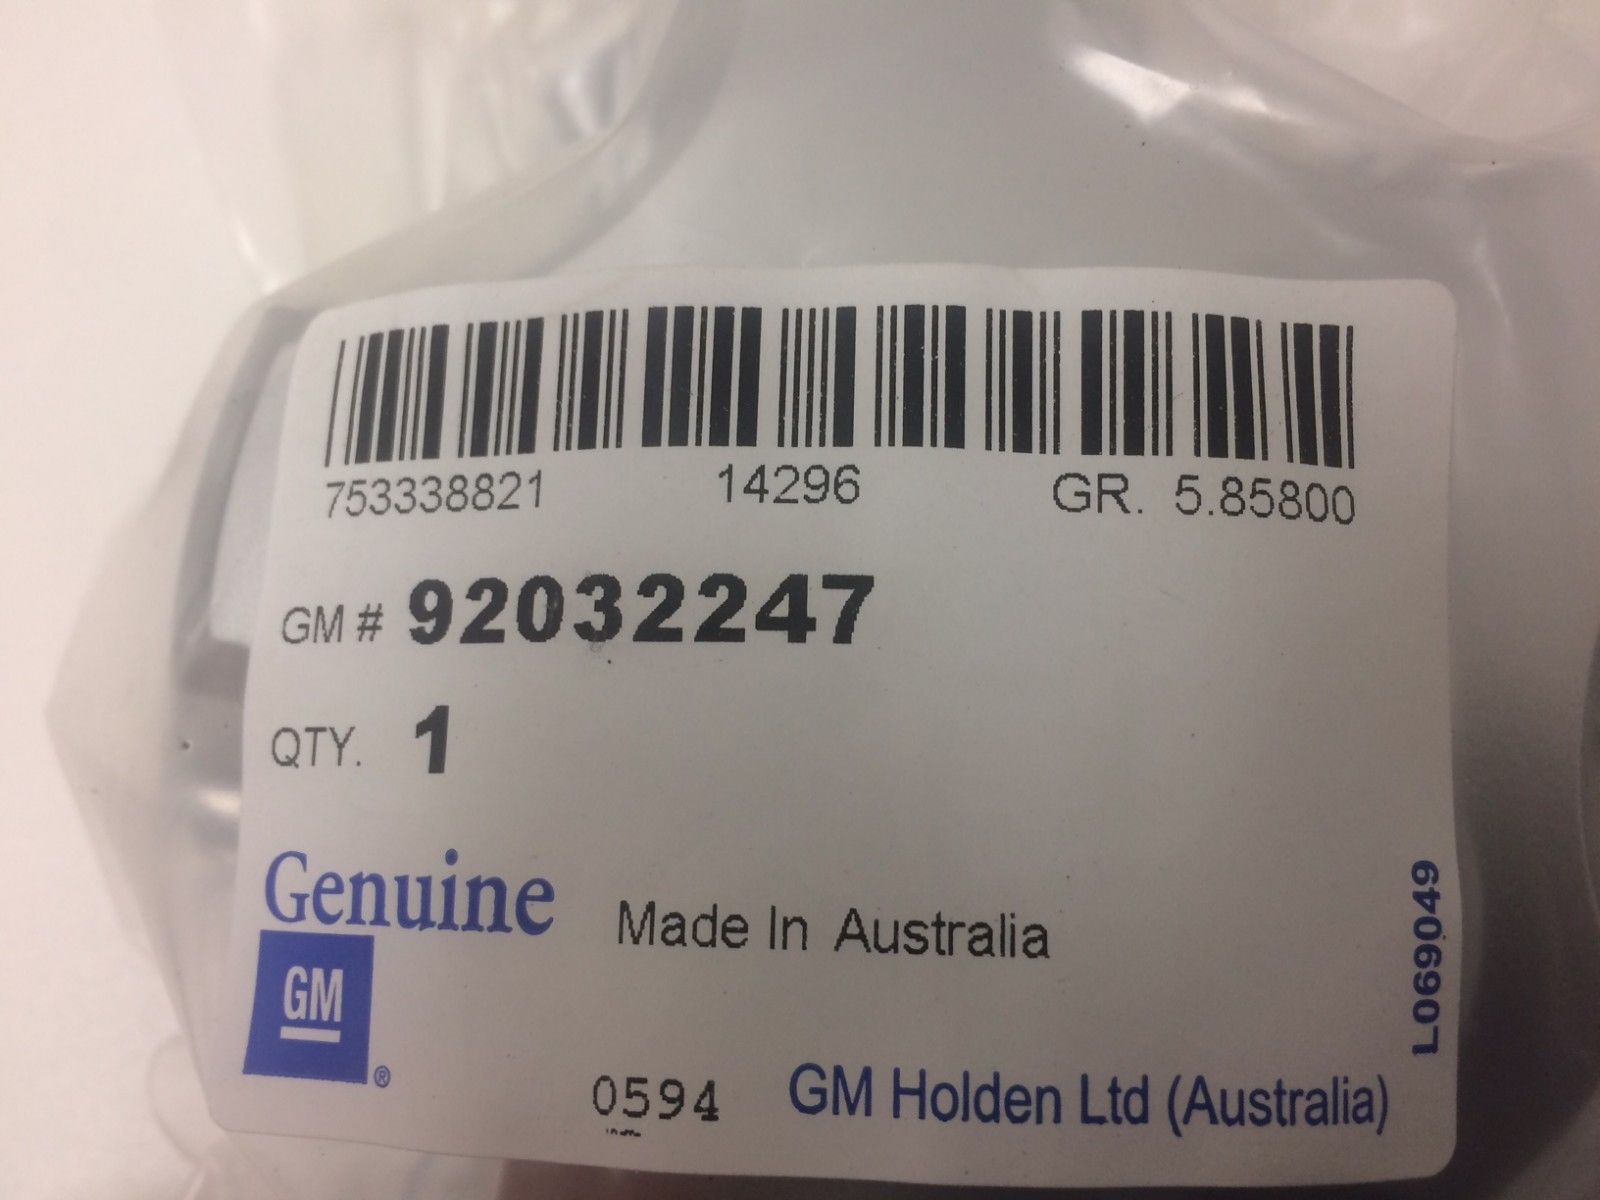 753338821 14296 GR. 5.85800
GM # 92032247
QTY. 1
Genuine
Made In Australia
GM
®
0594
GM Holden Ltd (Australia)
L069049